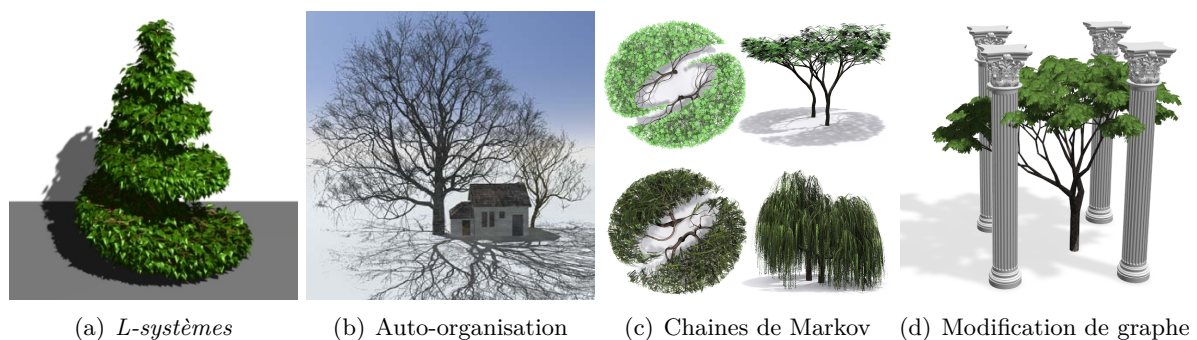 (a) L-systèmes
(b) Auto-organisation
(c) Chaines de Markov
(d) Modification de graphe